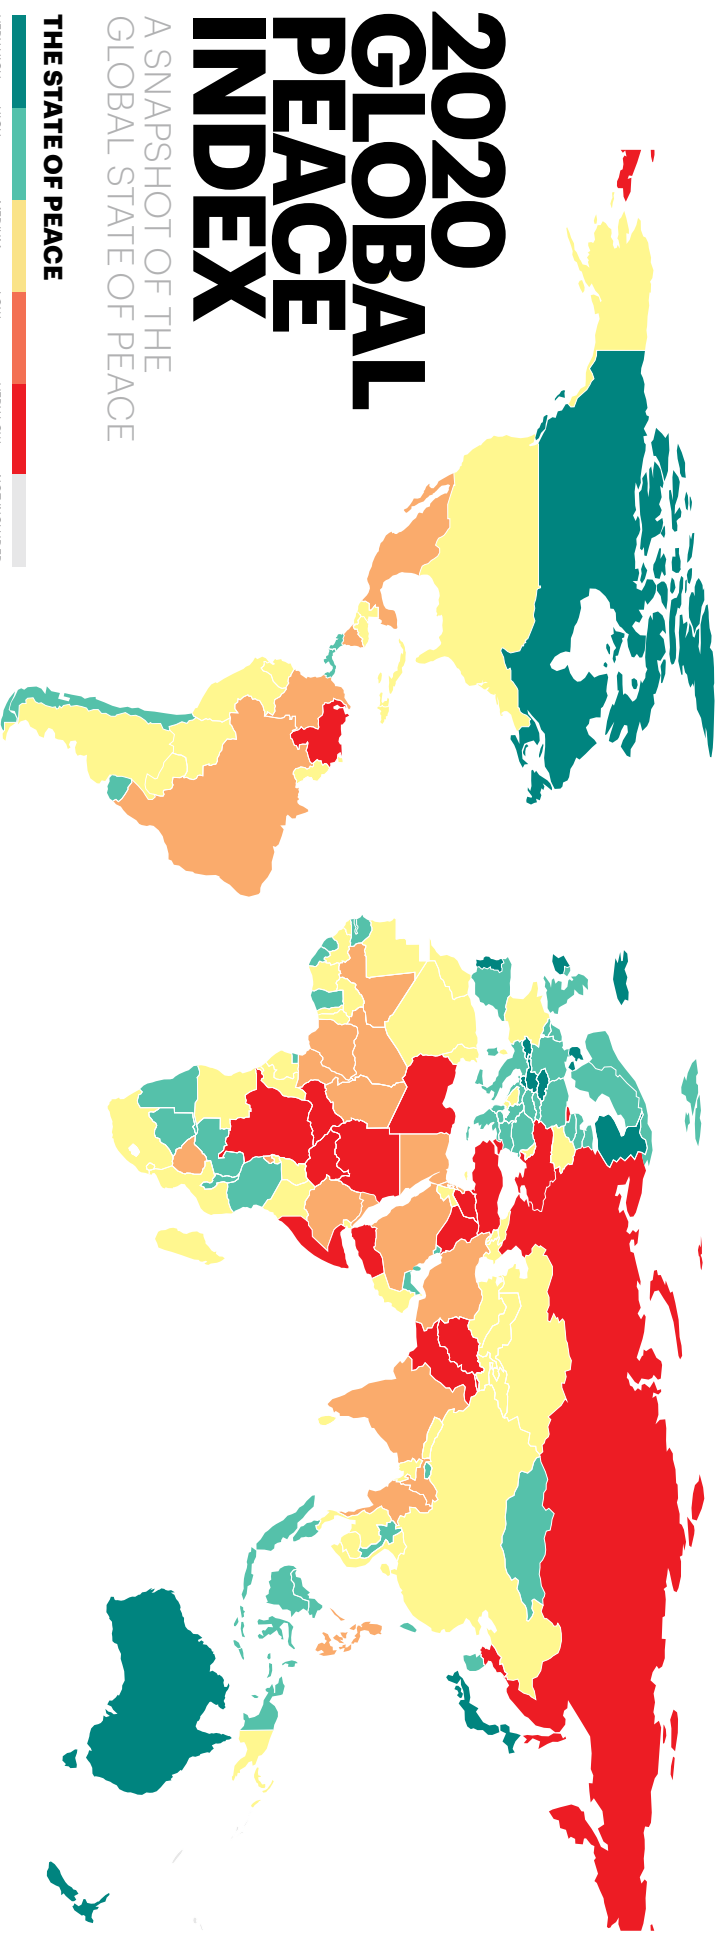 2020
GLOBAL
PEACE
INDEX
A SNAPSHOT OF THE
GLOBAL STATE OF PEACE
THE STATE OF PEACE